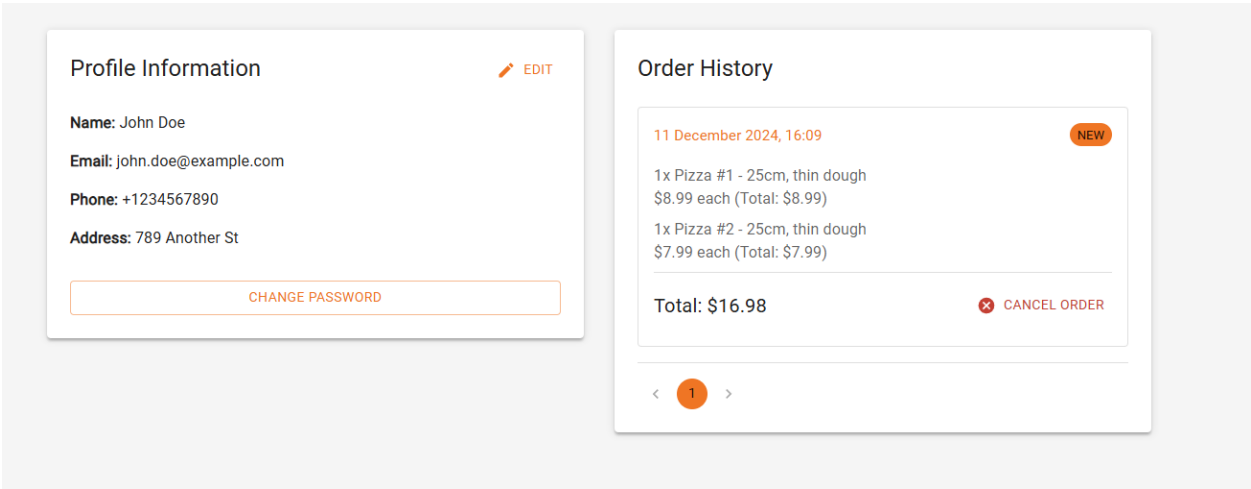 Profile Information
EDIT
Name: John Doe
Email: john.doe@example.com
Phone: +1234567890
Address: 789 Another St
CHANGE PASSWORD
Order History
11 December 2024, 16:09
NEW
1x Pizza #1 - 25cm, thin dough
$8.99 each (Total: $8.99)
1x Pizza #2 - 25cm, thin dough
$7.99 each (Total: $7.99)
Total: $16.98
CANCEL ORDER
1